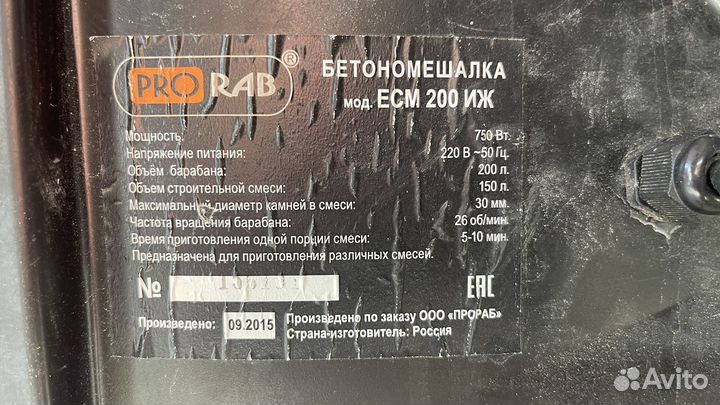 PRORAB®
БЕТОНОМЕШАЛКА
мод. ECM 200 ИЖ
Мощность: 750 Вт.
Напряжение питания: 220 В ~50 Гц.
Объём барабана: 200 л.
Объем строительной смеси: 150 л.
Максимальный диаметр камней в смеси: 30 мм.
Частота вращения барабана: 26 об/мин.
Время приготовления одной порции смеси: 5-10 мин.
Предназначена для приготовления различных смесей.
№
EAC
Произведено: 09.2015
Произведено по заказу ООО «ПРОРАБ»
Страна-изготовитель: Россия
Avito